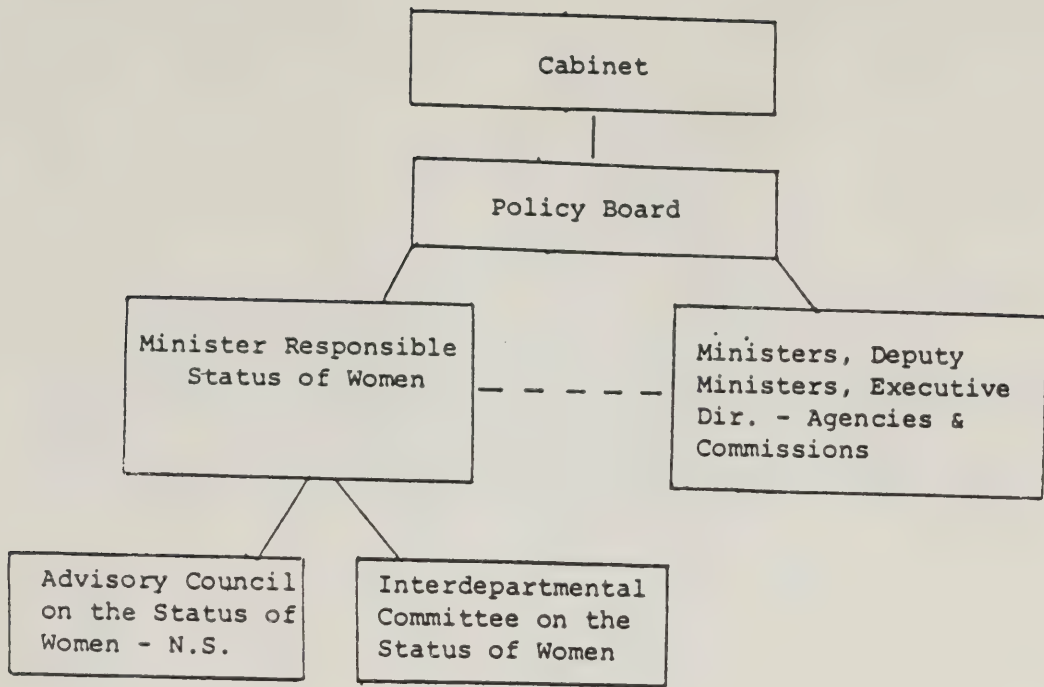 Cabinet
Policy Board
Minister Responsible
Status of Women
Ministers, Deputy
Ministers, Executive
Dir. - Agencies &
Commissions
Advisory Council
on the Status of
Women - N.S.
Interdepartmental
Committee on the
Status of Women